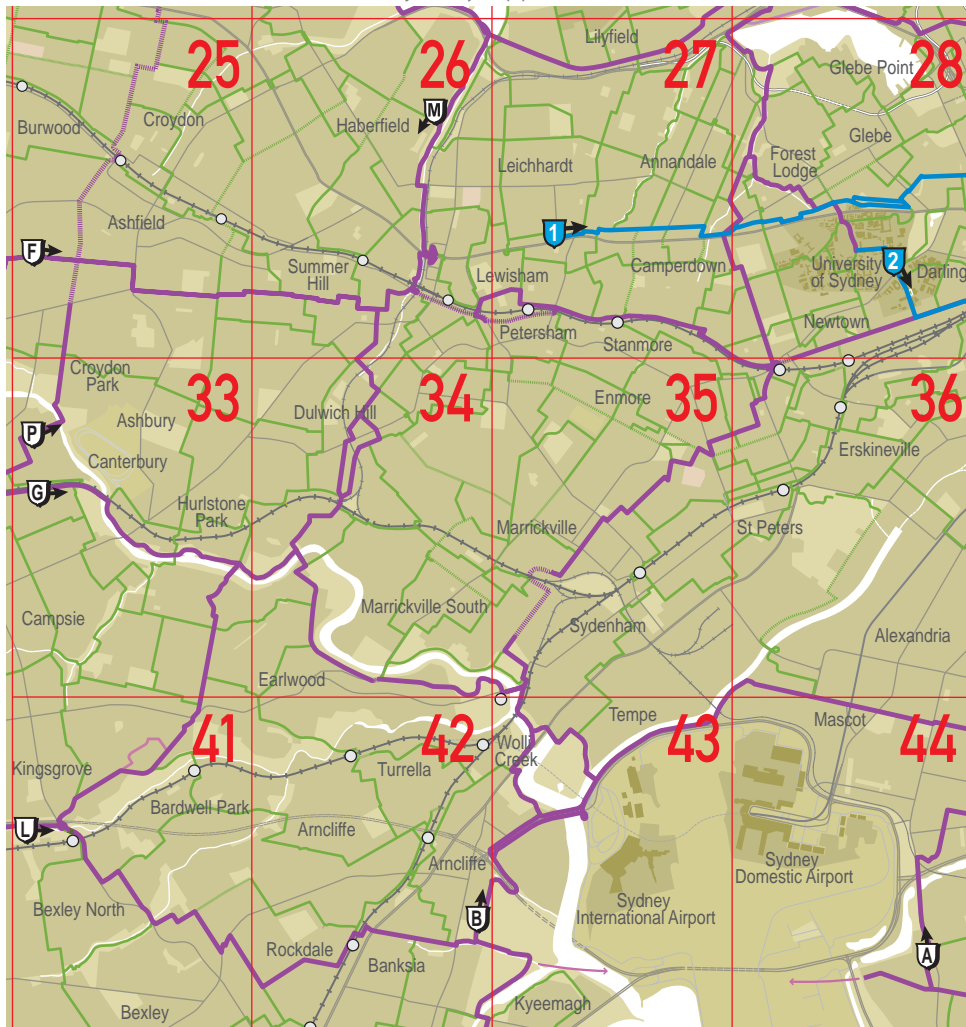 Lilyfield
25
26
27
28
Glebe Point
Burwood
Croydon
Haberfield
M
Glebe
Leichhardt
Annandale
Forest
Lodge
Ashfield
F
1
Summer
Hill
Lewisham
Camperdown
University
of Sydney
2
Darling
Petersham
Stanmore
Newtown
Croydon
Park
33
34
35
36
Ashbury
Dulwich Hill
Enmore
P
Canterbury
Erskineville
G
Hurlstone
Park
Marrickville
St Peters
Campsie
Marrickville South
Sydenham
Alexandria
Earlwood
Tempe
Mascot
41
42
43
44
Kingsgrove
Wolli
Creek
Turrella
Bardwell Park
L
Arncliffe
Arncliffe
Sydney
Domestic Airport
Bexley North
B
Sydney
International Airport
Rockdale
Banksia
A
Bexley
Kyeemagh